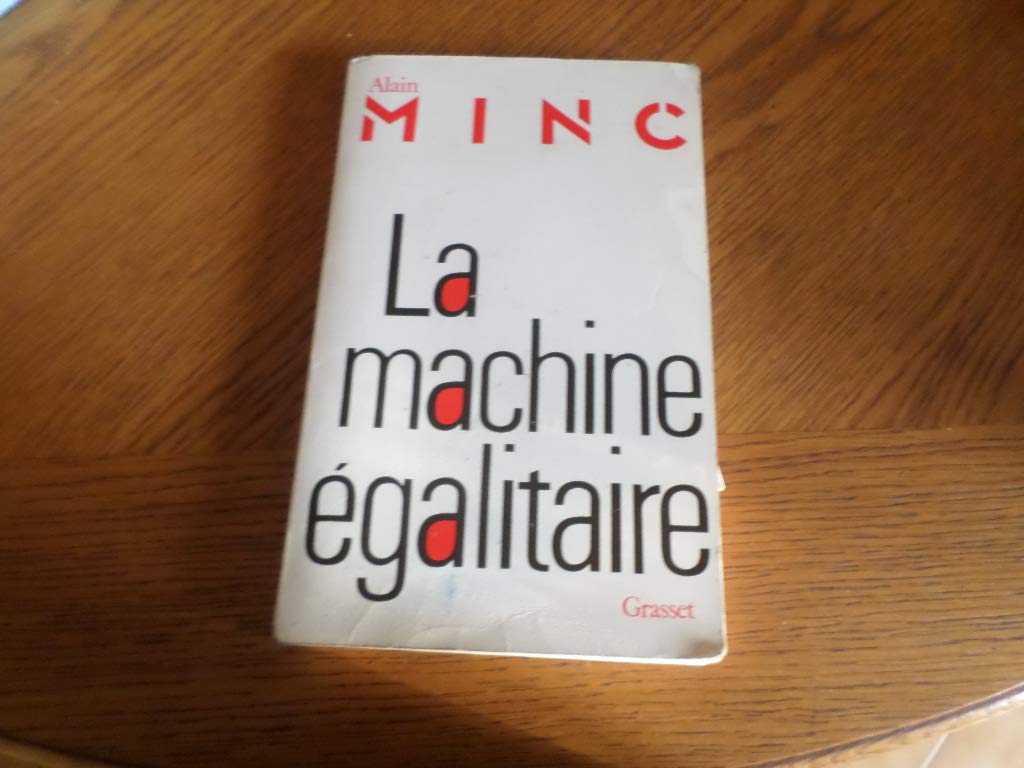 Alain
MINC
La
machine
égalitaire
Grasset